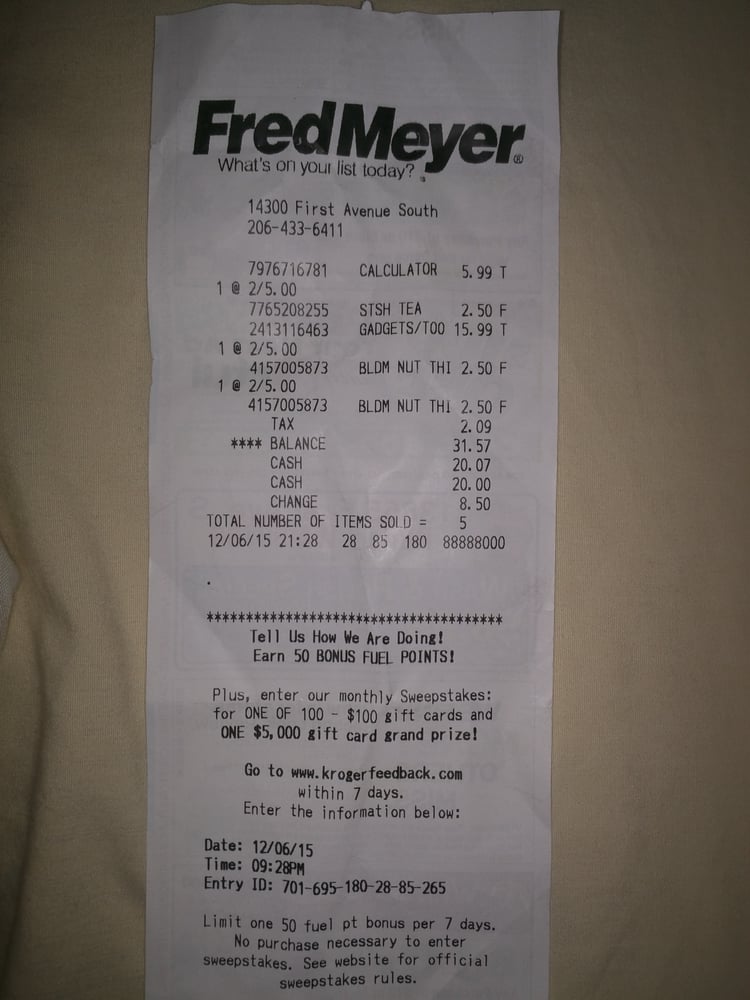 FredMeyer®
What's on your list today?
14300 First Avenue South
206-433-6411
7976716781 CALCULATOR 5.99 T
1 @ 2/5.00
7765208255 STSH TEA 2.50 F
2413116463 GADGETS/TOO 15.99 T
1 @ 2/5.00
4157005873 BLDM NUT THI 2.50 F
1 @ 2/5.00
4157005873 BLDM NUT THI 2.50 F
TAX 2.09
**** BALANCE 31.57
CASH 20.07
CASH 20.00
CHANGE 8.50
TOTAL NUMBER OF ITEMS SOLD = 5
12/06/15 21:28 28 85 180 88888000
.
*************************************
Tell Us How We Are Doing!
Earn 50 BONUS FUEL POINTS!
Plus, enter our monthly Sweepstakes:
for ONE OF 100 - $100 gift cards and
ONE $5,000 gift card grand prize!
Go to www.krogerfeedback.com
within 7 days.
Enter the information below:
Date: 12/06/15
Time: 09:28PM
Entry ID: 701-695-180-28-85-265
Limit one 50 fuel pt bonus per 7 days.
No purchase necessary to enter
sweepstakes. See website for official
sweepstakes rules.